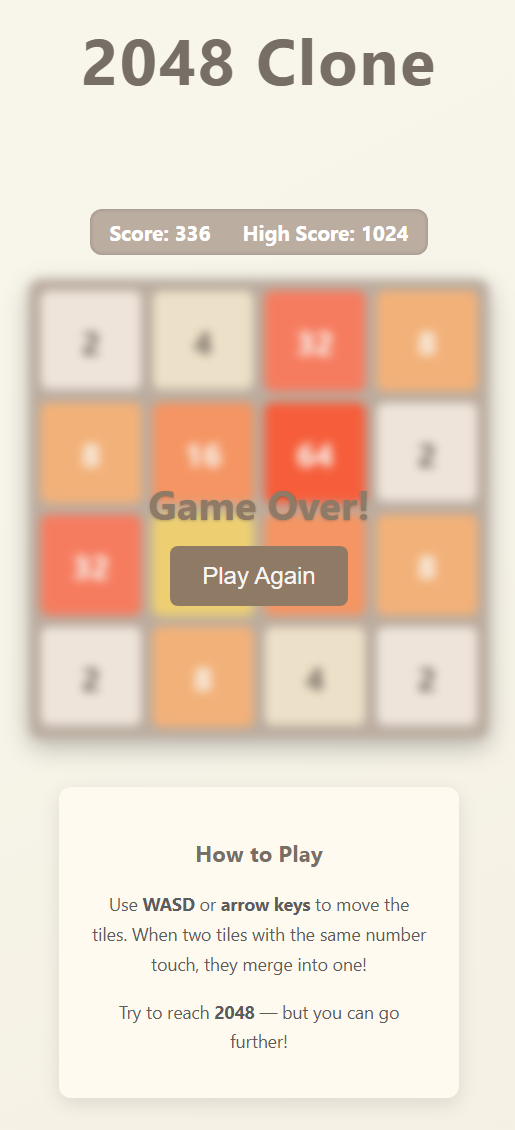 2048 Clone
Score: 336 High Score: 1024
2 4 32 8
8 16 64 2
Game Over!
32 8
Play Again
2 8 4 2
How to Play
Use WASD or arrow keys to move the
tiles. When two tiles with the same number
touch, they merge into one!
Try to reach 2048 — but you can go
further!